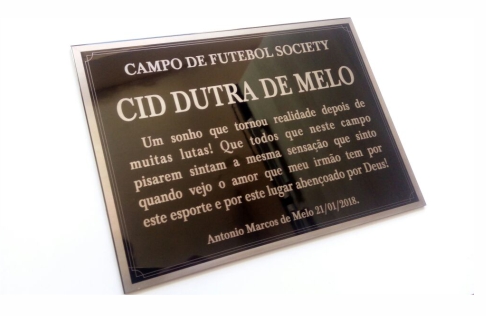 CAMPO DE FUTEBOL SOCIETY
CID DUTRA DE MELO
Um sonho que tornou realidade depois de
muitas lutas! Que todos que neste campo
pisarem sintam a mesma sensação que sinto
quando vejo o amor que meu irmão tem por
este esporte e por este lugar abençoado por Deus!
Antonio Marcos de Melo 21/01/2018.